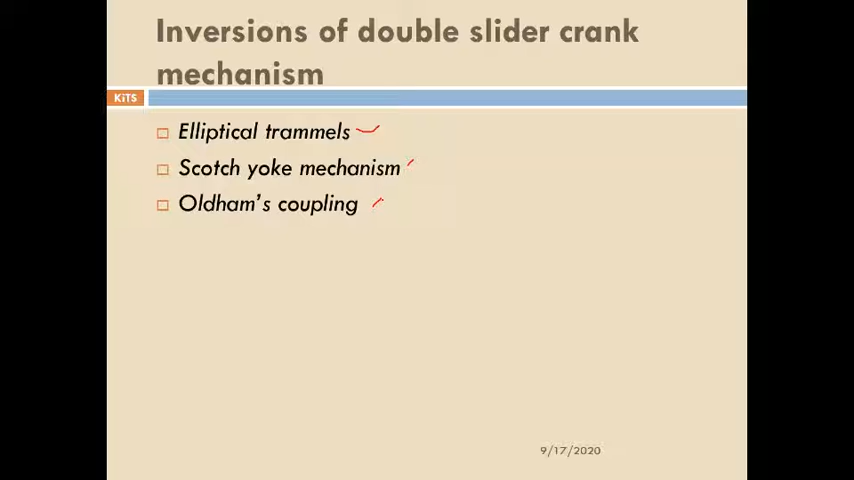 Inversions of double slider crank
mechanism
KiTS
Elliptical trammels
Scotch yoke mechanism
Oldham's coupling
9/17/2020